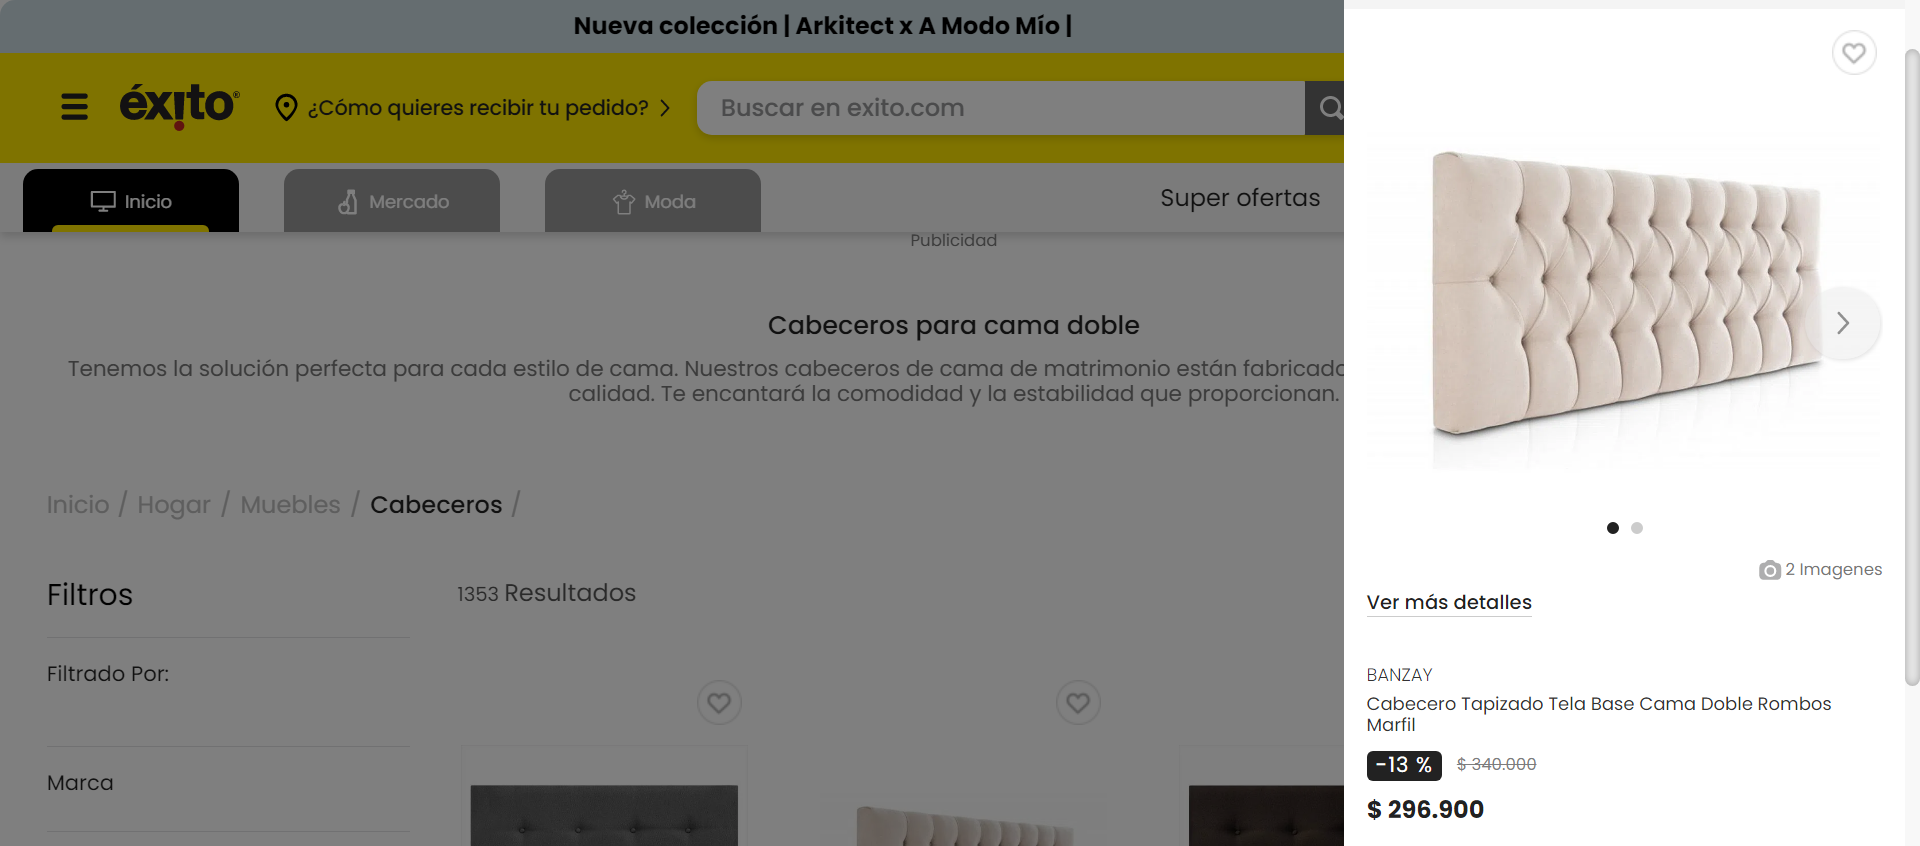 Nueva colección | Arkitect x A Modo Mío |
éxito®
¿Cómo quieres recibir tu pedido?
Buscar en exito.com
Inicio
Mercado
Moda
Super ofertas
Publicidad
Cabeceros para cama doble
Tenemos la solución perfecta para cada estilo de cama. Nuestros cabeceros de cama de matrimonio están
calidad. Te encantará la comodidad y la estabilidad que proporcionan.
Inicio / Hogar / Muebles / Cabeceros /
Filtros
1353 Resultados
Filtrado Por:
Marca
2 Imagenes
Ver más detalles
BANZAY
Cabecero Tapizado Tela Base Cama Doble Rombos
Marfil
-13 % $ 340.000
$ 296.900